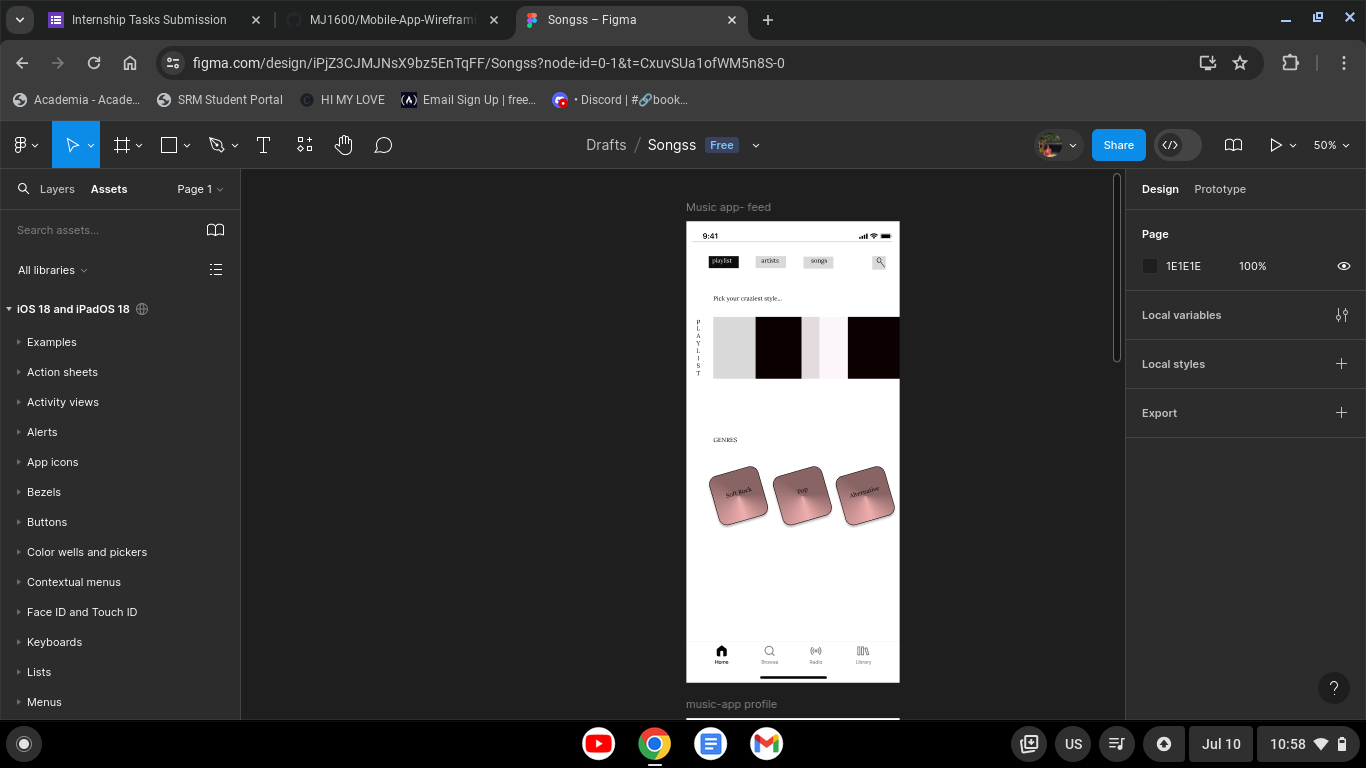 Internship Tasks Submission
MJ1600/Mobile-App-Wirefram
Songss – Figma
figma.com/design/iPjZ3CJMJNsX9bz5EnTqFF/Songss?node-id=0-1&t=CxuvSUa1ofWM5n8S-0
Academia - Acade...
SRM Student Portal
HI MY LOVE
Email Sign Up | free...
• Discord | #🔗book...
Drafts / Songss Free
Share
50%
Layers
Assets
Page 1
Search assets...
All libraries
iOS 18 and iPadOS 18
Examples
Action sheets
Activity views
Alerts
App icons
Bezels
Buttons
Color wells and pickers
Contextual menus
Face ID and Touch ID
Keyboards
Lists
Menus
Music app- feed
9:41
playlist
artists
songs
Pick your craziest style...
PLAYLIST
GENRES
Soft Rock
Pop
Alternative
Home
Browse
Radio
Library
music-app profile
Design
Prototype
Page
1E1E1E
100%
Local variables
Local styles
Export
?
US
Jul 10
10:58